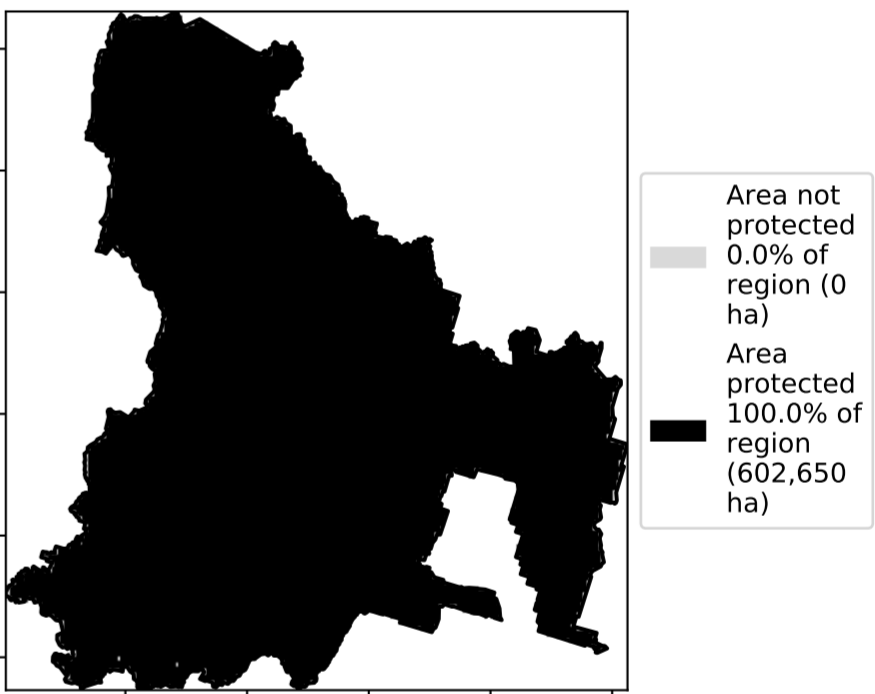 Area not
protected
0.0% of
region (0
ha)
Area
protected
100.0% of
region
(602,650
ha)